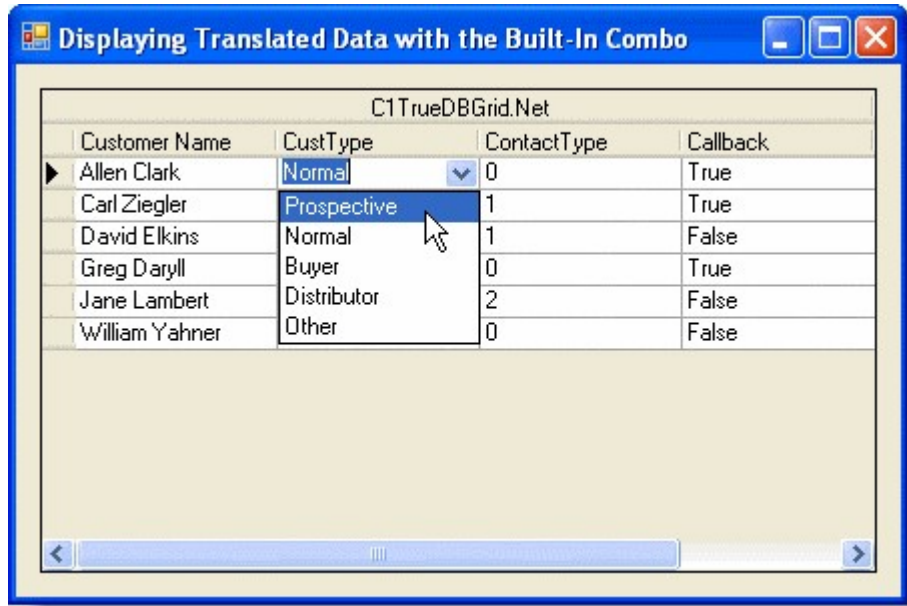 Displaying Translated Data with the Built-In Combo
C1TrueDBGrid.Net
Customer Name CustType ContactType Callback
Allen Clark Normal 0 True
Carl Ziegler Prospective 1 True
David Elkins Normal 1 False
Greg Daryll Buyer 0 True
Jane Lambert Distributor 2 False
William Yahner Other 0 False